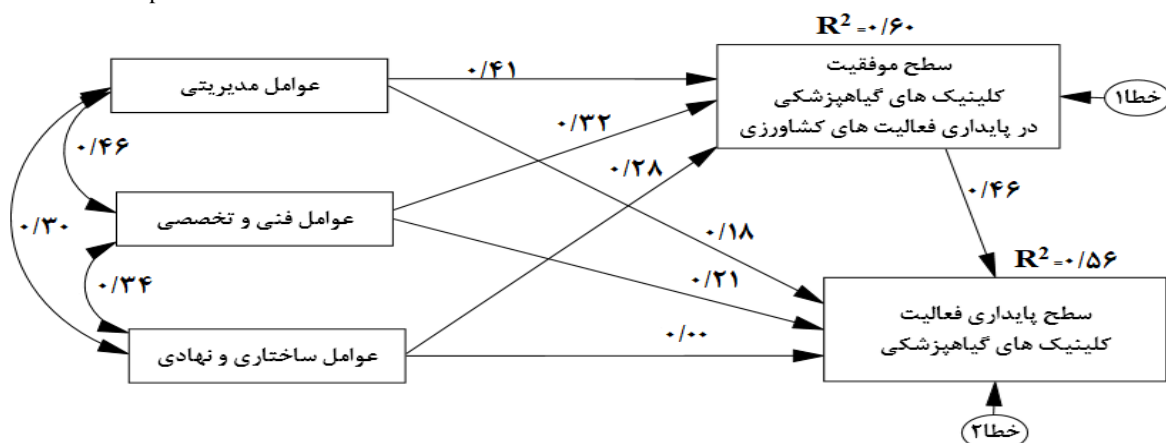 R² =۰/۶۰
عوامل مدیریتی
۰/۴۱
سطح موفقیت
کلینیک های گیاهپزشکی
در پایداری فعالیت های کشاورزی
خطا۱
۰/۴۶
۰/۳۲
۰/۲۸
عوامل فنی و تخصصی
۰/۳۰
۰/۱۸
۰/۴۶
۰/۳۴
۰/۲۱
R² =۰/۵۶
سطح پایداری فعالیت
کلینیک های گیاهپزشکی
عوامل ساختاری و نهادی
۰/۰۰
خطا۲